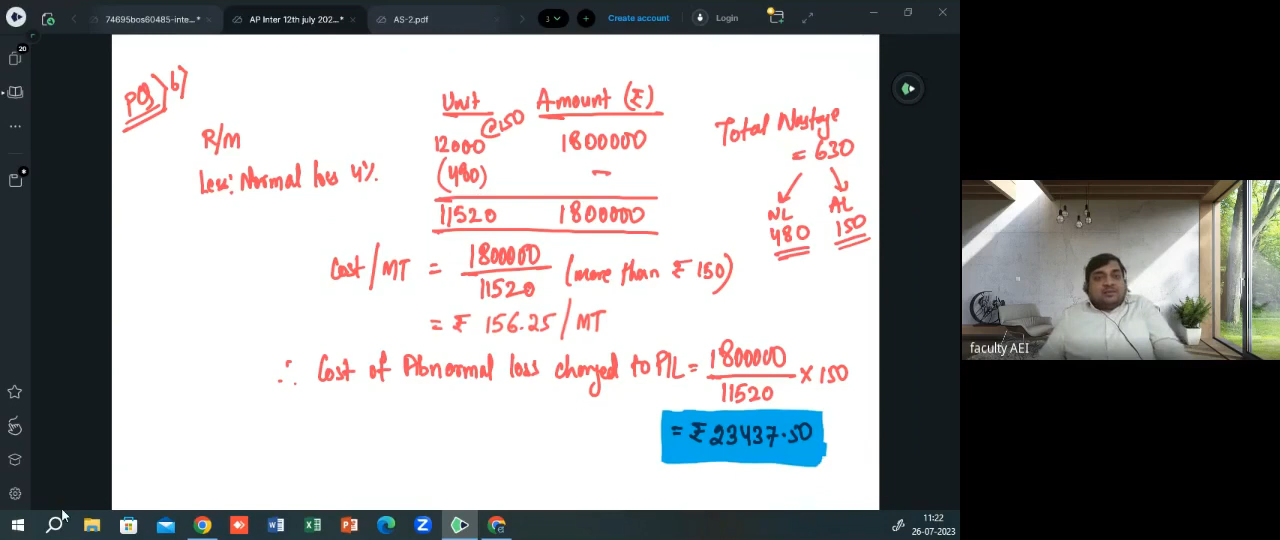 74695bos60485-inte...*
AP Inter 12th july 202...*
AS-2.pdf
3
Create account
Login
20
PQ 6)
Unit Amount (₹)
R/M 12000 @150 1800000
Less: Normal loss 4%. (480) –
11520 1800000
Total Wastage
= 630
NL AL
480 150
Cost/MT = 1800000 / 11520 (more than ₹ 150)
= ₹ 156.25/MT
∴ Cost of Abnormal loss charged to P/L = 1800000 / 11520 × 150
= ₹ 23437.50
faculty AEI
11:22
26-07-2023